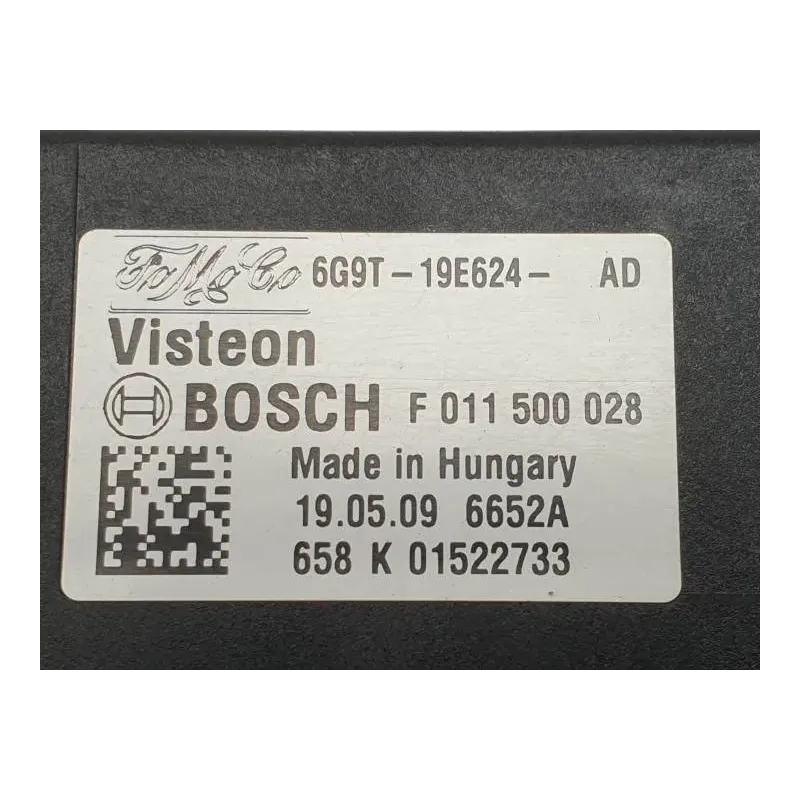 FoMoCo 6G9T-19E624- AD
Visteon
BOSCH F 011 500 028
Made in Hungary
19.05.09 6652A
658 K 01522733